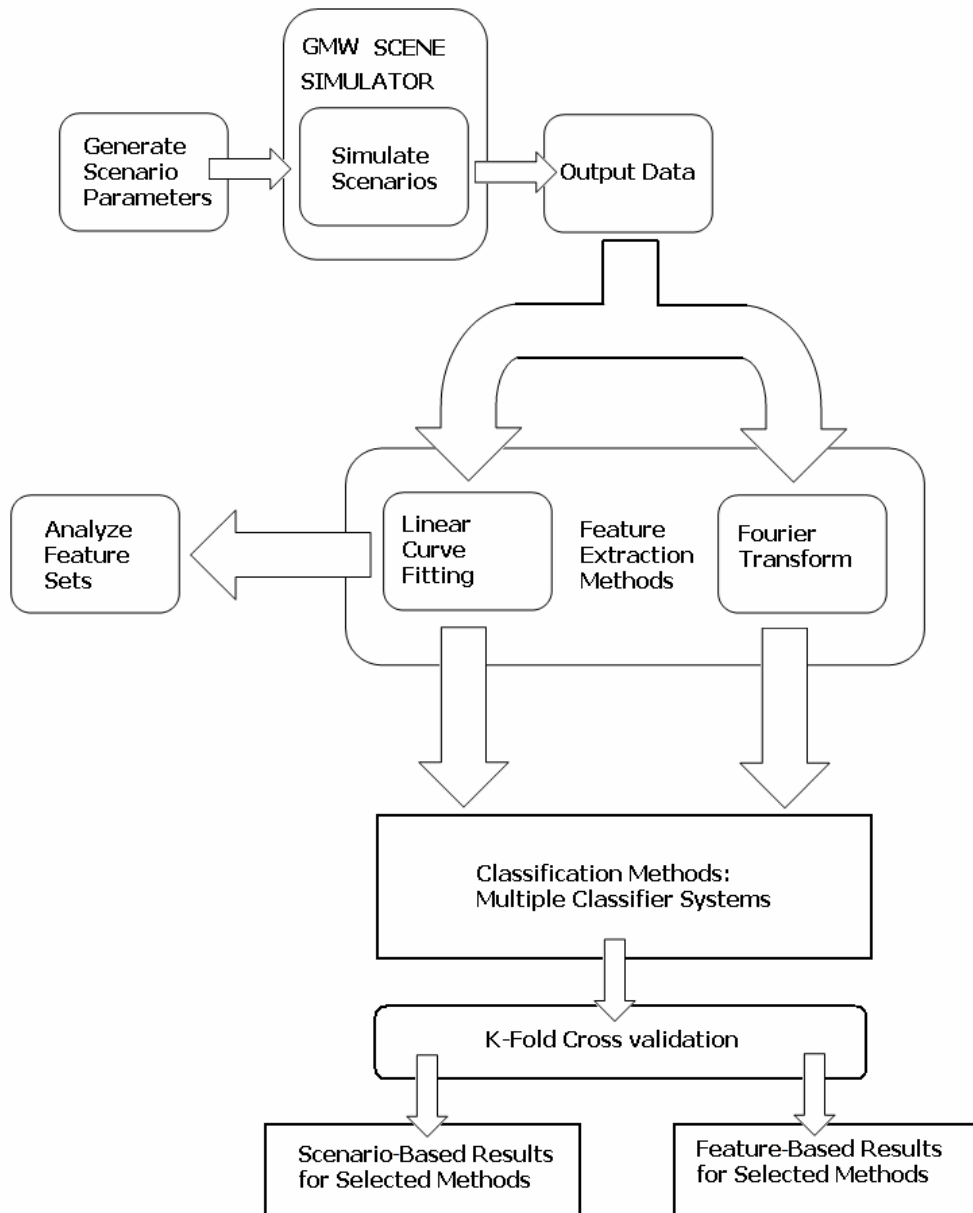 GMW SCENE
SIMULATOR
Generate
Scenario
Parameters
Simulate
Scenarios
Output Data
Analyze
Feature
Sets
Linear
Curve
Fitting
Feature
Extraction
Methods
Fourier
Transform
Classification Methods:
Multiple Classifier Systems
K-Fold Cross validation
Scenario-Based Results
for Selected Methods
Feature-Based Results
for Selected Methods